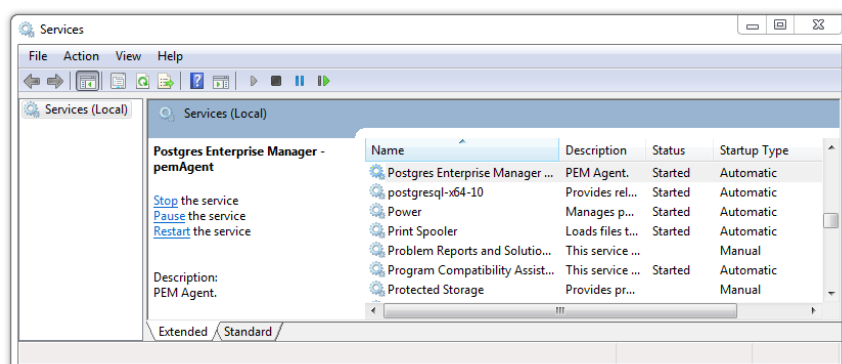 Services
File Action View Help
Services (Local)
Services (Local)
Postgres Enterprise Manager -
pemAgent
Stop the service
Pause the service
Restart the service
Description:
PEM Agent.
Name Description Status Startup Type
Postgres Enterprise Manager ... PEM Agent. Started Automatic
postgresql-x64-10 Provides rel... Started Automatic
Power Manages p... Started Automatic
Print Spooler Loads files t... Started Automatic
Problem Reports and Solutio... This service ... Manual
Program Compatibility Assist... This service ... Started Automatic
Protected Storage Provides pr... Manual
Extended Standard